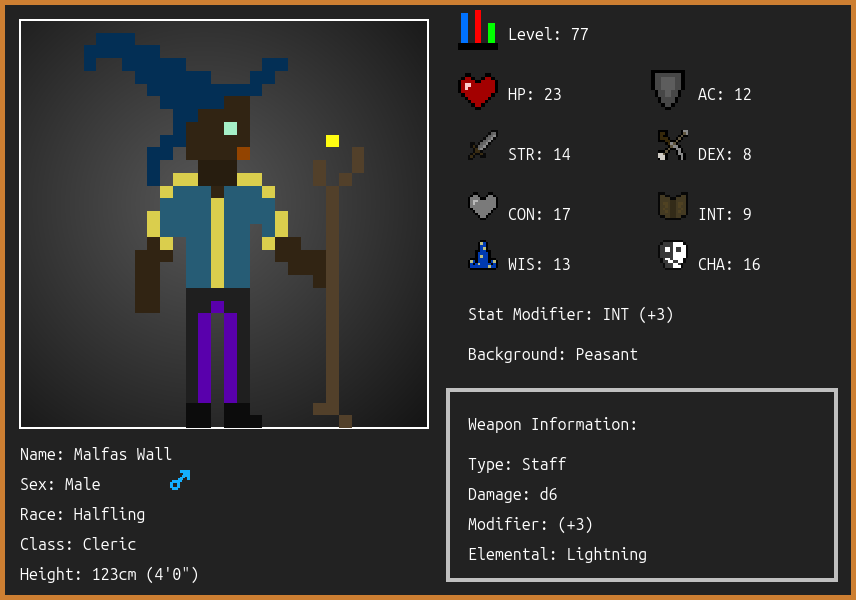 Level: 77
HP: 23
AC: 12
STR: 14
DEX: 8
CON: 17
INT: 9
WIS: 13
CHA: 16
Stat Modifier: INT (+3)
Background: Peasant
Weapon Information:
Type: Staff
Damage: d6
Modifier: (+3)
Elemental: Lightning
Name: Malfas Wall
Sex: Male
Race: Halfling
Class: Cleric
Height: 123cm (4'0")